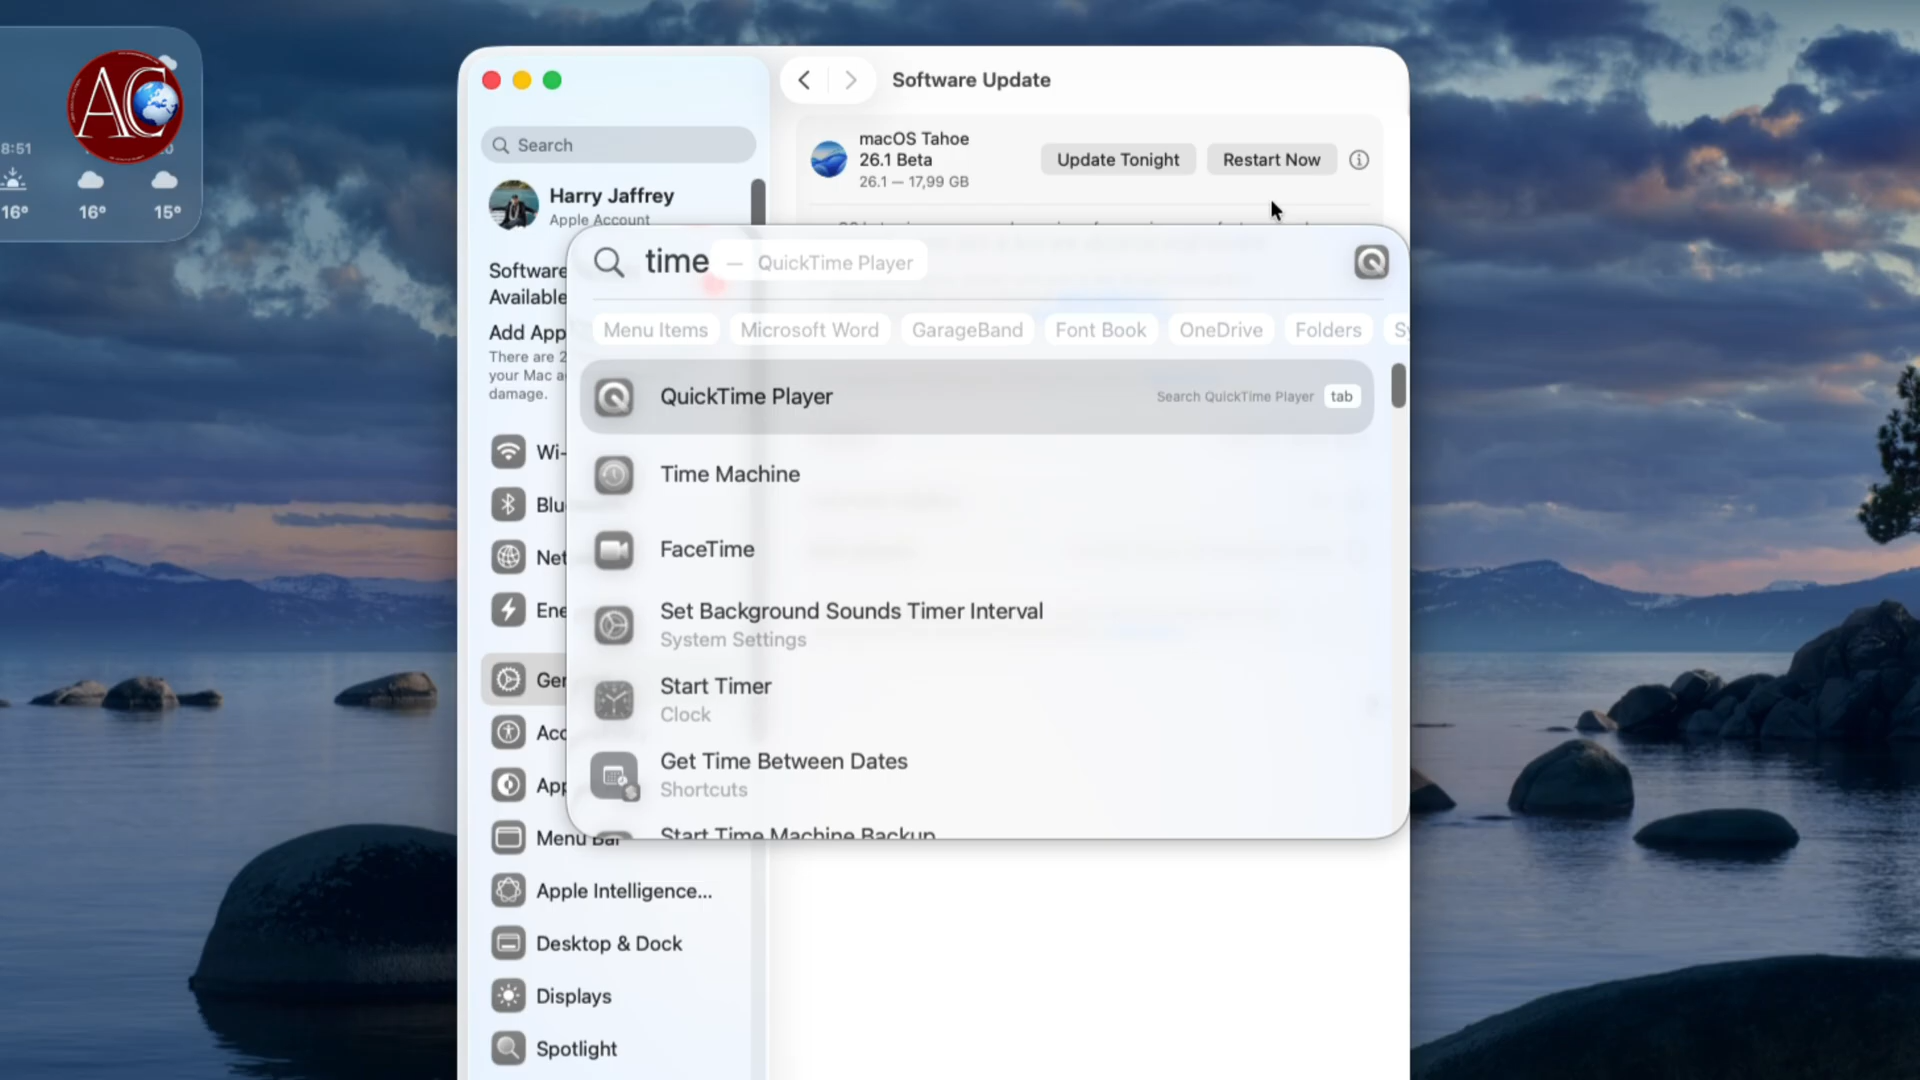 AC
8:51
16°
16°
15°
Search
Harry Jaffrey
Apple Account
Software
Available
Add App
There are 2
your Mac a
damage.
Wi-
Blu
Net
Ene
Ger
Acc
App
Menu Bar
Apple Intelligence...
Desktop & Dock
Displays
Spotlight
Software Update
macOS Tahoe
26.1 Beta
26.1 — 17,99 GB
Update Tonight
Restart Now
time — QuickTime Player
Menu Items
Microsoft Word
GarageBand
Font Book
OneDrive
Folders
Sy
QuickTime Player
Search QuickTime Player
tab
Time Machine
FaceTime
Set Background Sounds Timer Interval
System Settings
Start Timer
Clock
Get Time Between Dates
Shortcuts
Start Time Machine Backup